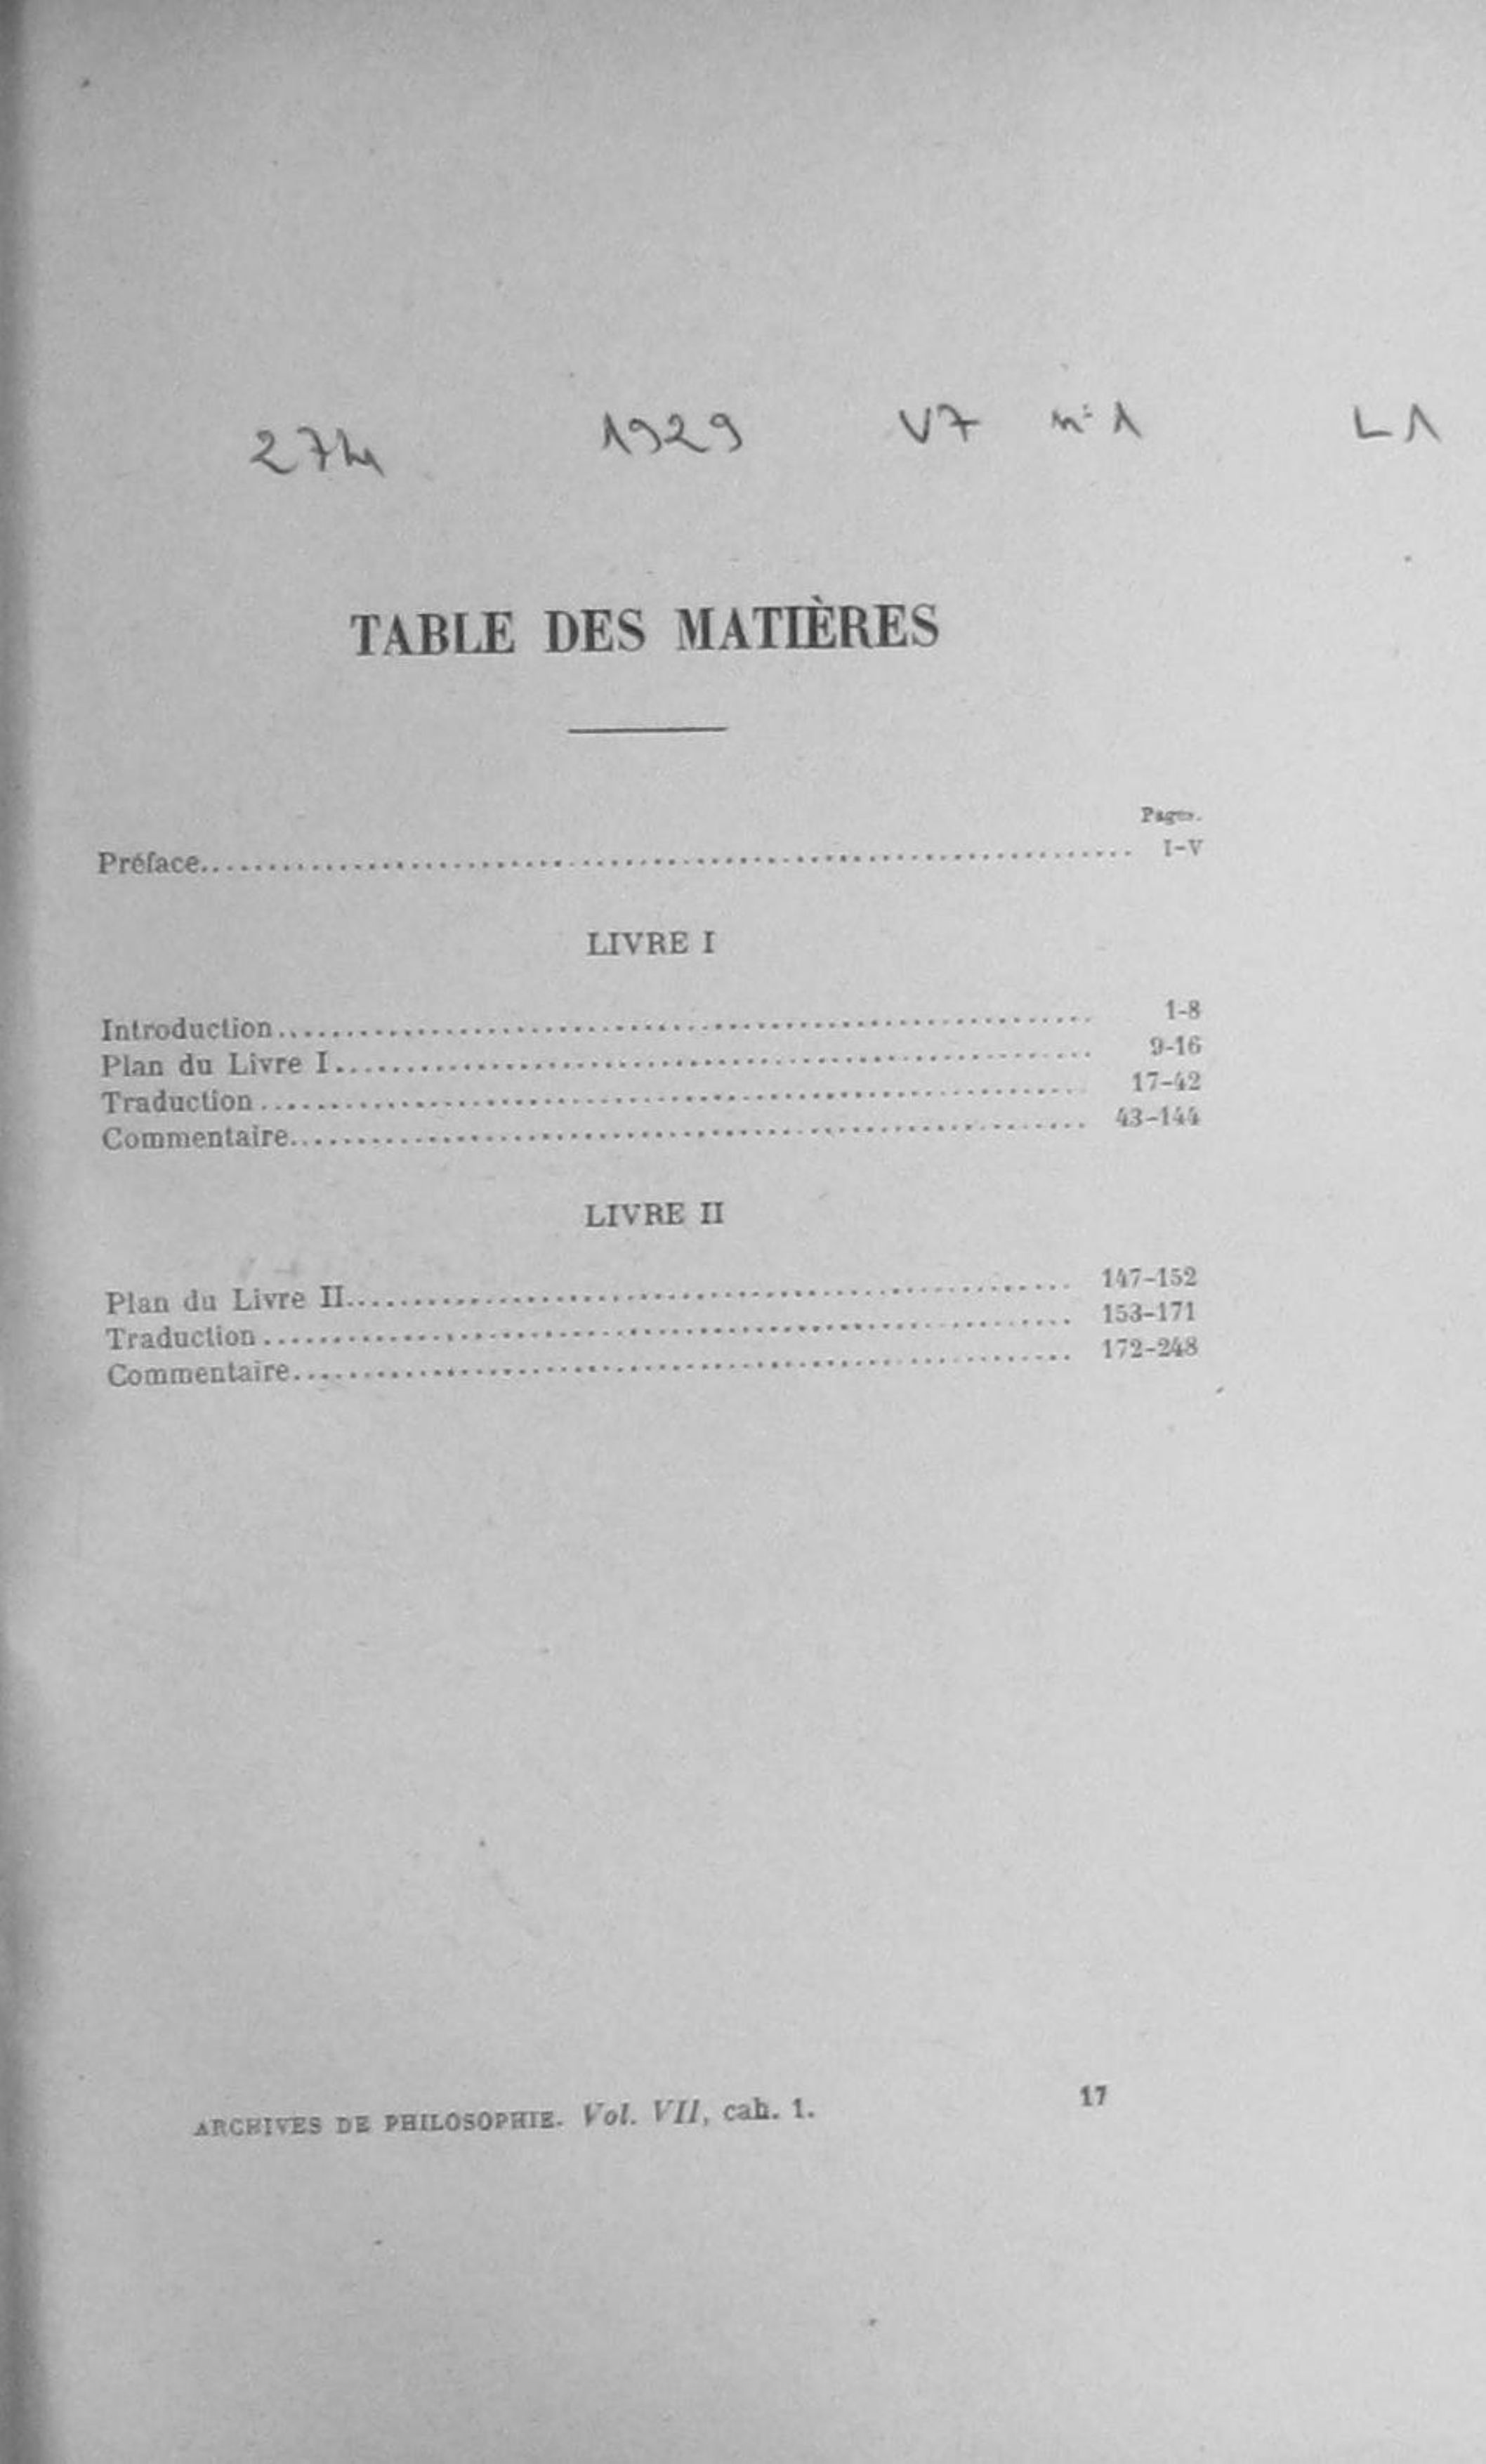 274 1929 V7 n°1 L1
TABLE DES MATIÈRES
Pages.
Préface.......... I-V
LIVRE I
Introduction.......... 1-8
Plan du Livre I.......... 9-16
Traduction.......... 17-42
Commentaire.......... 43-144
LIVRE II
Plan du Livre II.......... 147-152
Traduction.......... 153-171
Commentaire.......... 172-248
ARCHIVES DE PHILOSOPHIE. Vol. VII, cah. 1. 17